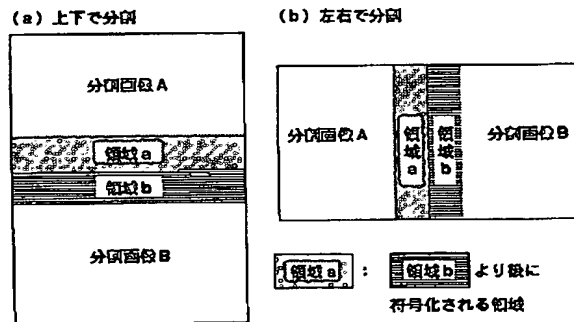 (a) 上下で分割
分割画像A
領域a
領域b
分割画像B
(b) 左右で分割
分割画像A
領域a
領域b
分割画像B
領域a : 領域b より後に
符号化される領域